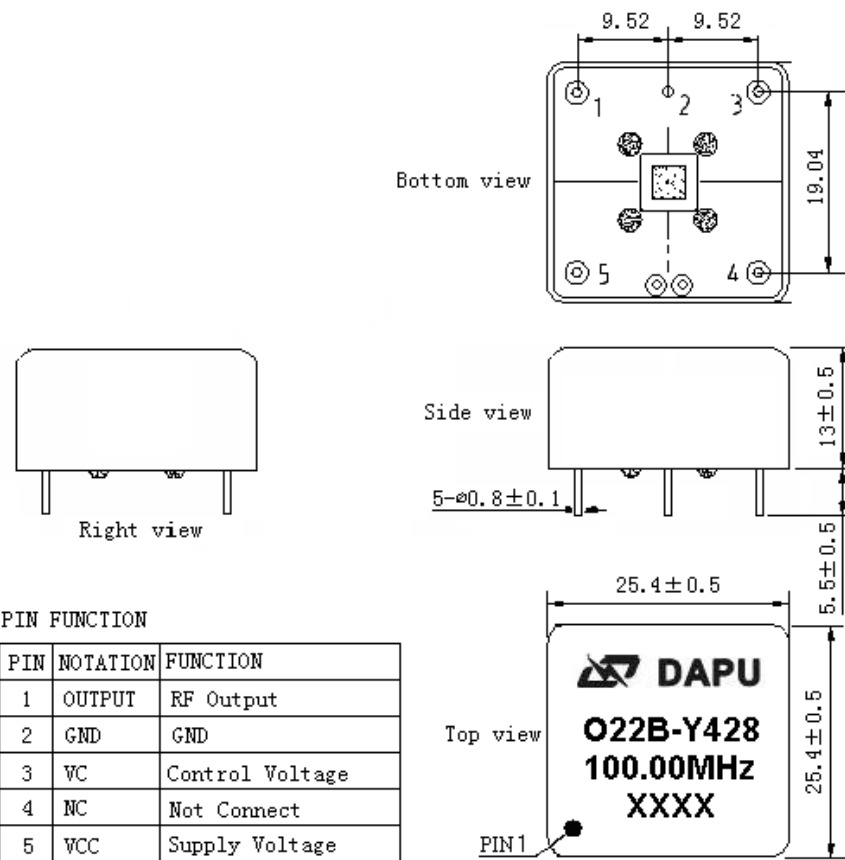 9.52 9.52
1 2 3
Bottom view
19.04
5 4
Side view
13±0.5
5-ø0.8±0.1
5.5±0.5
Right view
25.4±0.5
PIN FUNCTION
PIN NOTATION FUNCTION
1 OUTPUT RF Output
2 GND GND
3 VC Control Voltage
4 NC Not Connect
5 VCC Supply Voltage
Top view
DAPU
O22B-Y428
100.00MHz
XXXX
25.4±0.5
PIN1